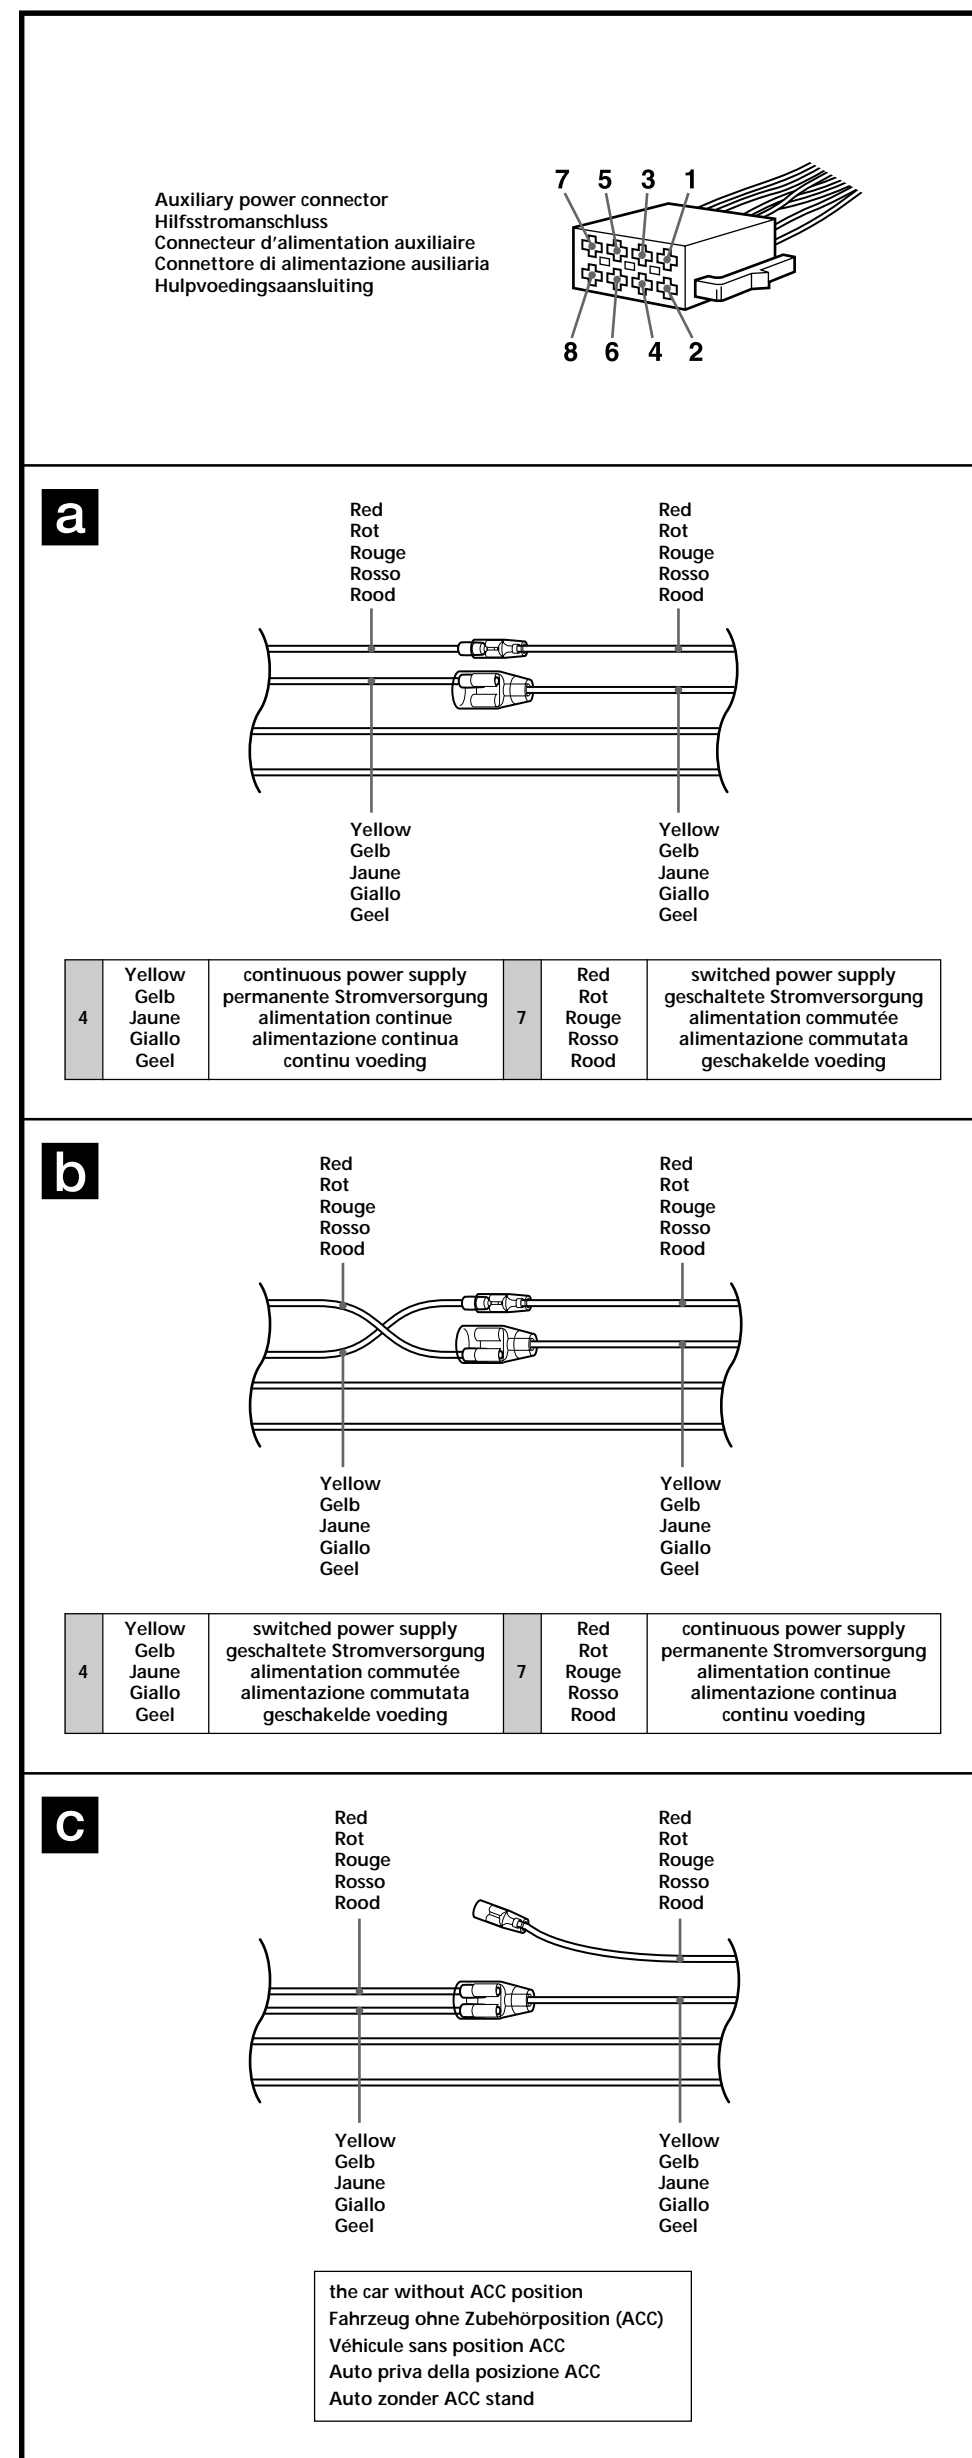 Auxiliary power connector
Hilfsstromanschluss
Connecteur d'alimentation auxiliaire
Connettore di alimentazione ausiliaria
Hulpvoedingsaansluiting
7 5 3 1
8 6 4 2
a
Red
Rot
Rouge
Rosso
Rood
Red
Rot
Rouge
Rosso
Rood
Yellow
Gelb
Jaune
Giallo
Geel
Yellow
Gelb
Jaune
Giallo
Geel
4
Yellow
Gelb
Jaune
Giallo
Geel
continuous power supply
permanente Stromversorgung
alimentation continue
alimentazione continua
continu voeding
7
Red
Rot
Rouge
Rosso
Rood
switched power supply
geschaltete Stromversorgung
alimentation commutée
alimentazione commutata
geschakelde voeding
b
Red
Rot
Rouge
Rosso
Rood
Red
Rot
Rouge
Rosso
Rood
Yellow
Gelb
Jaune
Giallo
Geel
Yellow
Gelb
Jaune
Giallo
Geel
4
Yellow
Gelb
Jaune
Giallo
Geel
switched power supply
geschaltete Stromversorgung
alimentation commutée
alimentazione commutata
geschakelde voeding
7
Red
Rot
Rouge
Rosso
Rood
continuous power supply
permanente Stromversorgung
alimentation continue
alimentazione continua
continu voeding
c
Red
Rot
Rouge
Rosso
Rood
Red
Rot
Rouge
Rosso
Rood
Yellow
Gelb
Jaune
Giallo
Geel
Yellow
Gelb
Jaune
Giallo
Geel
the car without ACC position
Fahrzeug ohne Zubehörposition (ACC)
Véhicule sans position ACC
Auto priva della posizione ACC
Auto zonder ACC stand